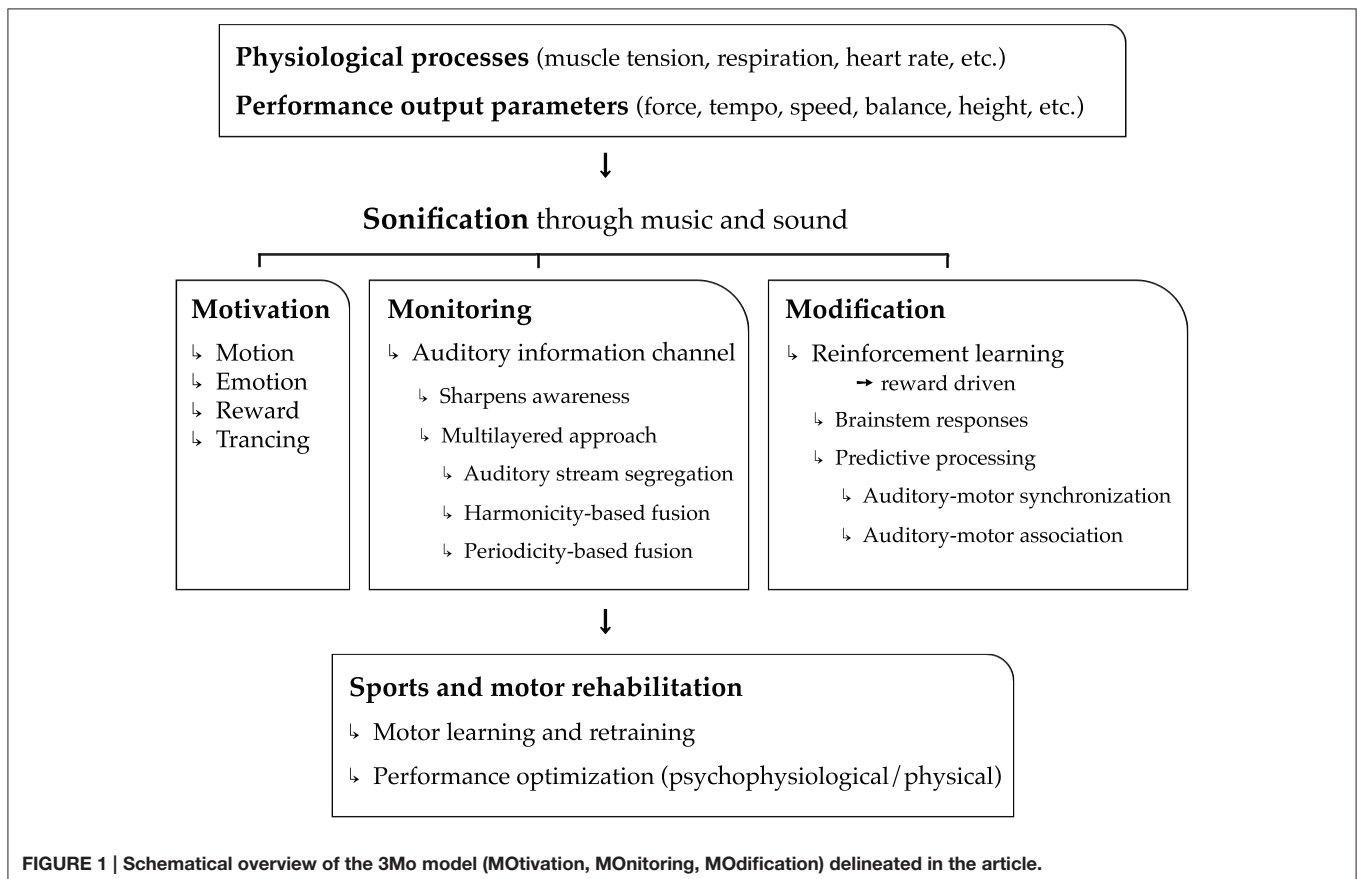 Physiological processes (muscle tension, respiration, heart rate, etc.)
Performance output parameters (force, tempo, speed, balance, height, etc.)
↓
Sonification through music and sound
Motivation
↳ Motion
↳ Emotion
↳ Reward
↳ Trancing
Monitoring
↳ Auditory information channel
↳ Sharpens awareness
↳ Multilayered approach
↳ Auditory stream segregation
↳ Harmonicity-based fusion
↳ Periodicity-based fusion
Modification
↳ Reinforcement learning
→ reward driven
↳ Brainstem responses
↳ Predictive processing
↳ Auditory-motor synchronization
↳ Auditory-motor association
↓
Sports and motor rehabilitation
↳ Motor learning and retraining
↳ Performance optimization (psychophysiological/physical)
FIGURE 1 | Schematical overview of the 3Mo model (MOtivation, MOnitoring, MOdification) delineated in the article.